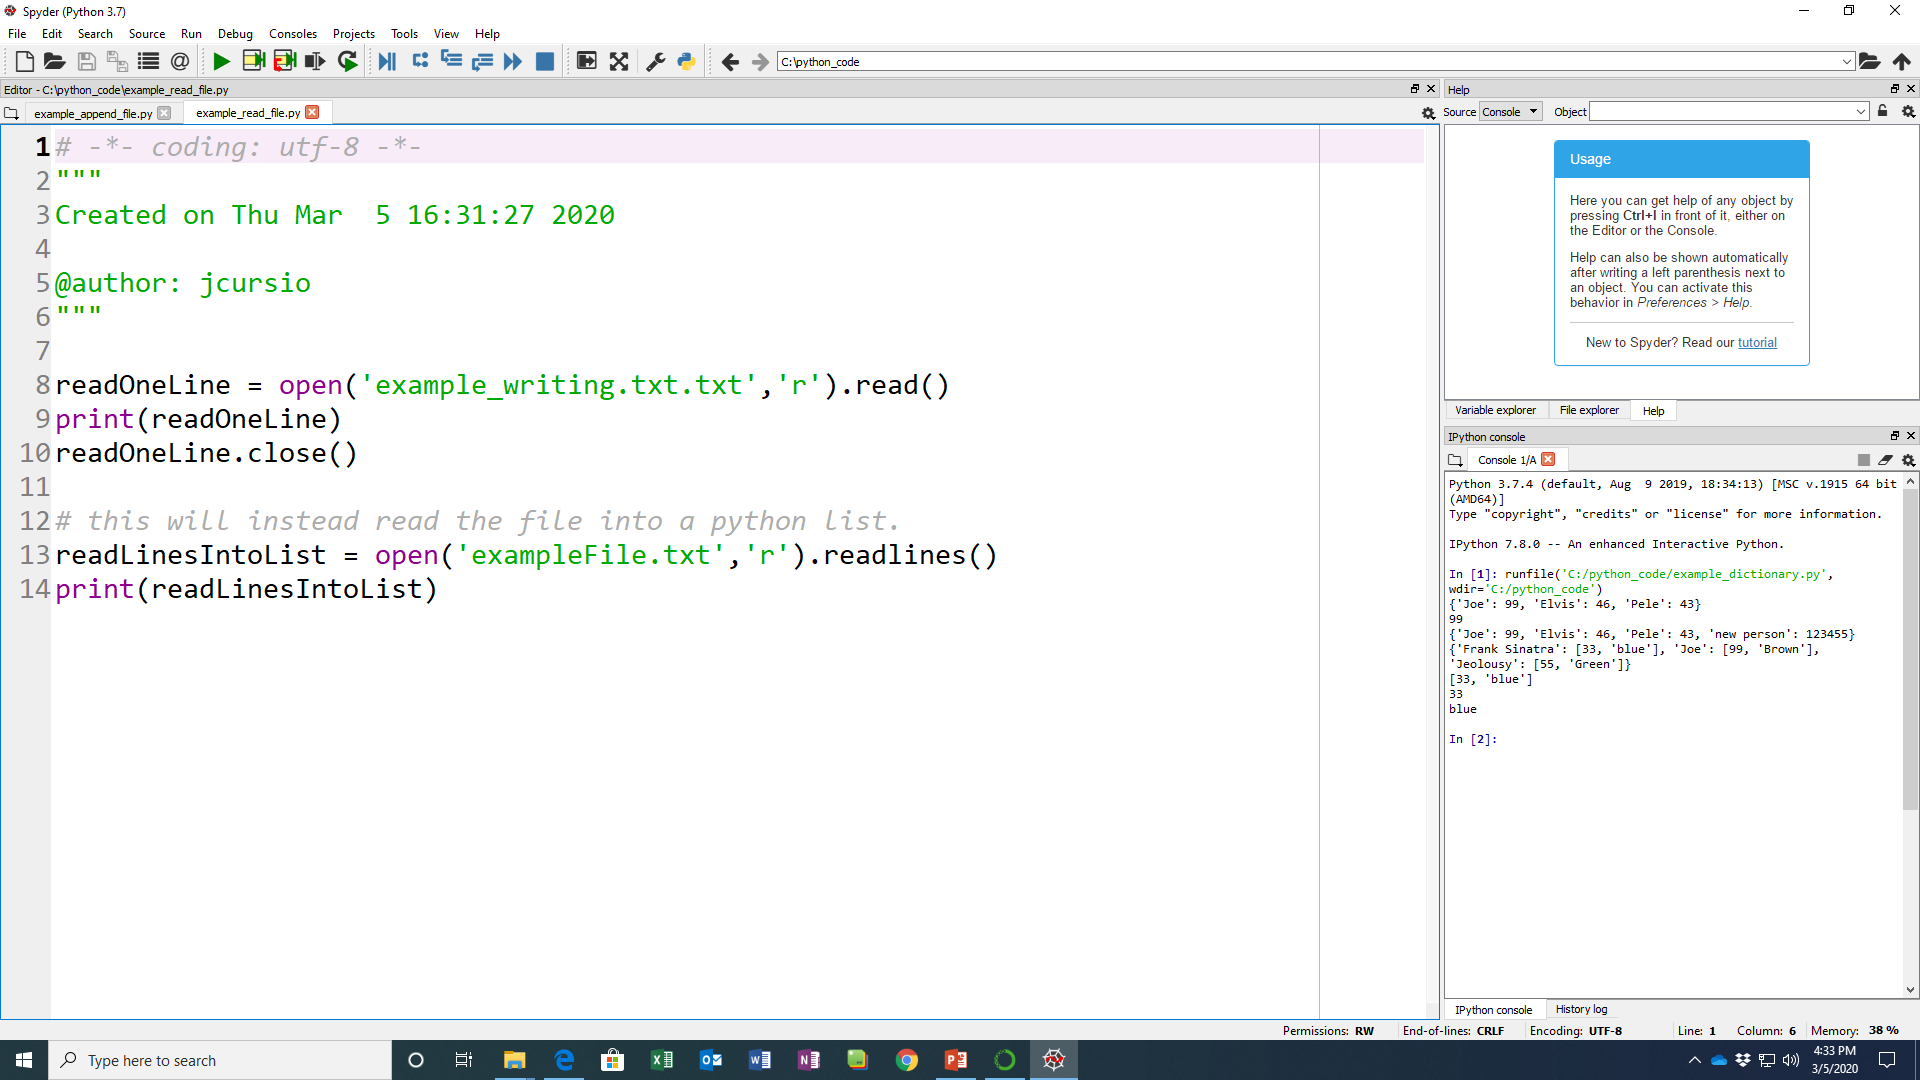 Spyder (Python 3.7)
File Edit Search Source Run Debug Consoles Projects Tools View Help
C:\python_code
Editor - C:\python_code\example_read_file.py
example_append_file.py example_read_file.py
1 # -*- coding: utf-8 -*-
2 """
3 Created on Thu Mar  5 16:31:27 2020
4
5 @author: jcursio
6 """
7
8 readOneLine = open('example_writing.txt.txt','r').read()
9 print(readOneLine)
10 readOneLine.close()
11
12 # this will instead read the file into a python list.
13 readLinesIntoList = open('exampleFile.txt','r').readlines()
14 print(readLinesIntoList)
Help
Source Console Object
Usage
Here you can get help of any object by
pressing Ctrl+I in front of it, either on
the Editor or the Console.
Help can also be shown automatically
after writing a left parenthesis next to
an object. You can activate this
behavior in Preferences > Help.
New to Spyder? Read our tutorial
Variable explorer File explorer Help
IPython console
Console 1/A
Python 3.7.4 (default, Aug  9 2019, 18:34:13) [MSC v.1915 64 bit
(AMD64)]
Type "copyright", "credits" or "license" for more information.
IPython 7.8.0 -- An enhanced Interactive Python.
In [1]: runfile('C:/python_code/example_dictionary.py',
wdir='C:/python_code')
{'Joe': 99, 'Elvis': 46, 'Pele': 43}
99
{'Joe': 99, 'Elvis': 46, 'Pele': 43, 'new person': 123455}
{'Frank Sinatra': [33, 'blue'], 'Joe': [99, 'Brown'],
'Jeolousy': [55, 'Green']}
[33, 'blue']
33
blue
In [2]:
IPython console History log
Permissions: RW End-of-lines: CRLF Encoding: UTF-8 Line: 1 Column: 6 Memory: 38 %
Type here to search
4:33 PM
3/5/2020